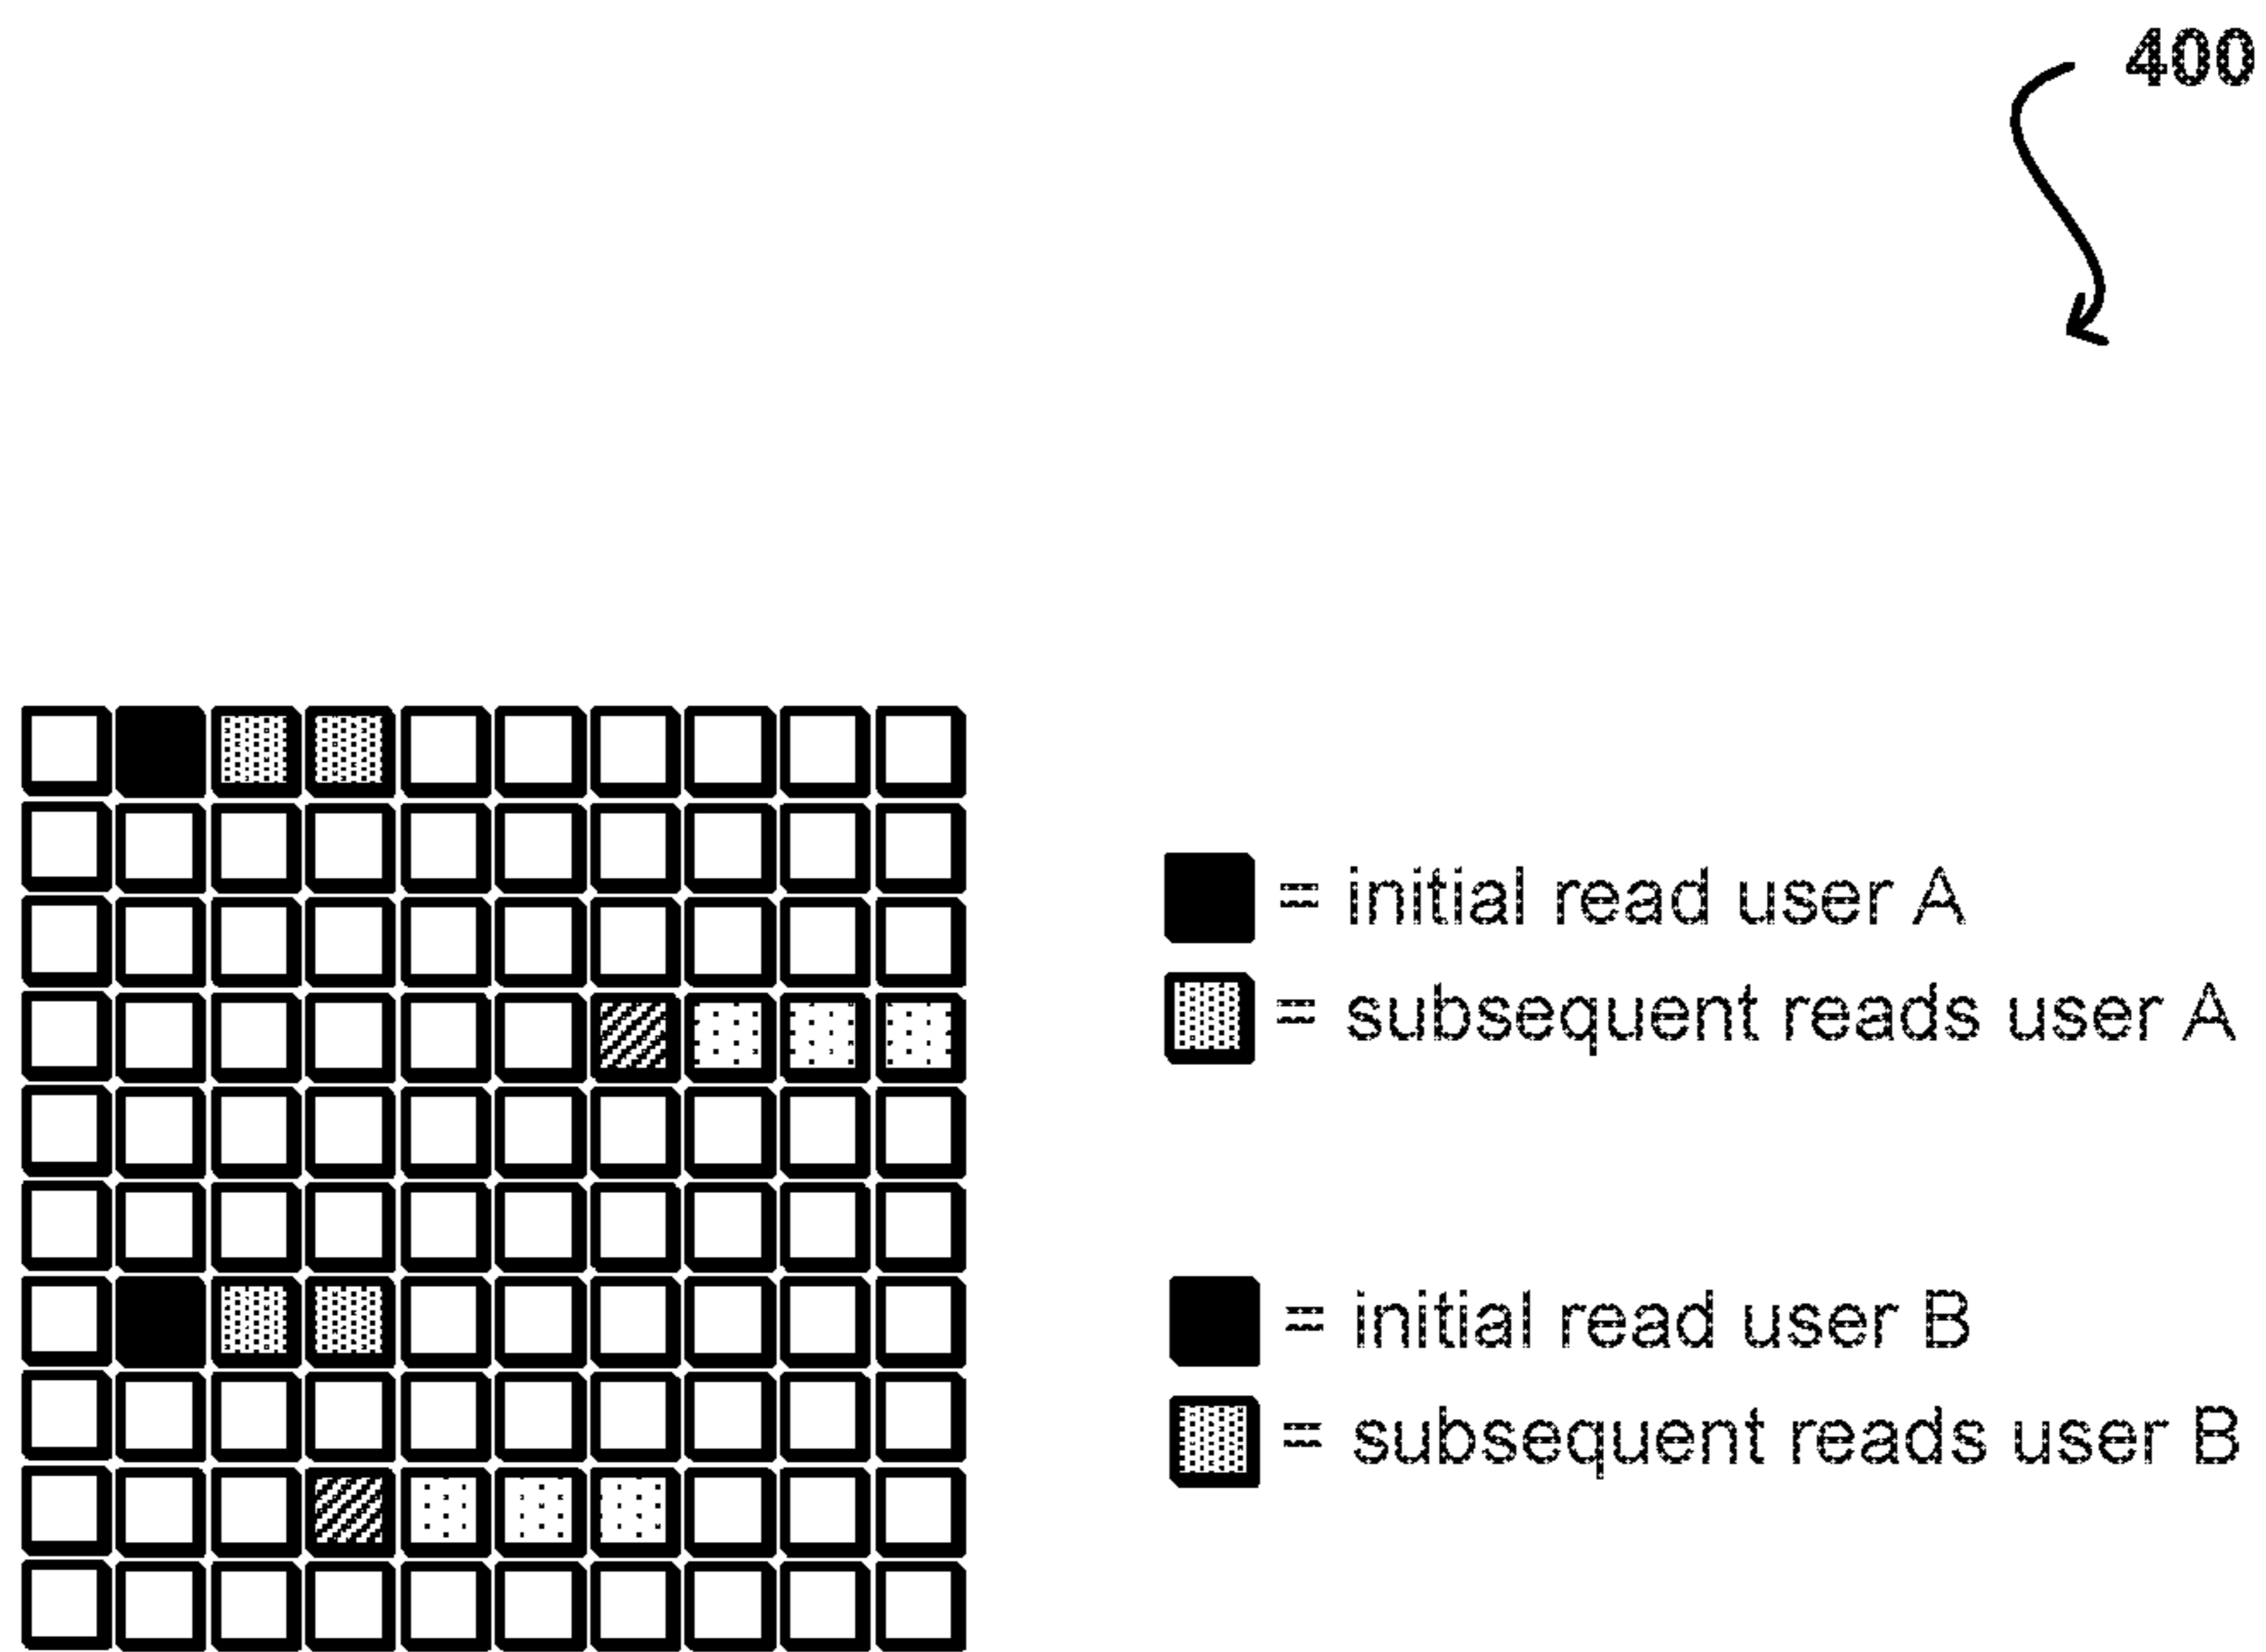 400
= initial read user A
= subsequent reads user A
= initial read user B
= subsequent reads user B